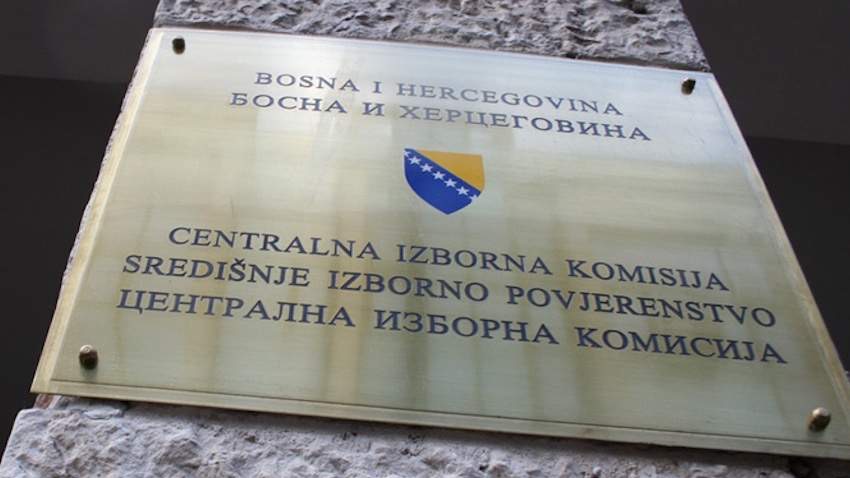 BOSNA I HERCEGOVINA
БОСНА И ХЕРЦЕГОВИНА
CENTRALNA IZBORNA KOMISIJA
SREDIŠNJE IZBORNO POVJERENSTVO
ЦЕНТРАЛНА ИЗБОРНА КОМИСИЈА